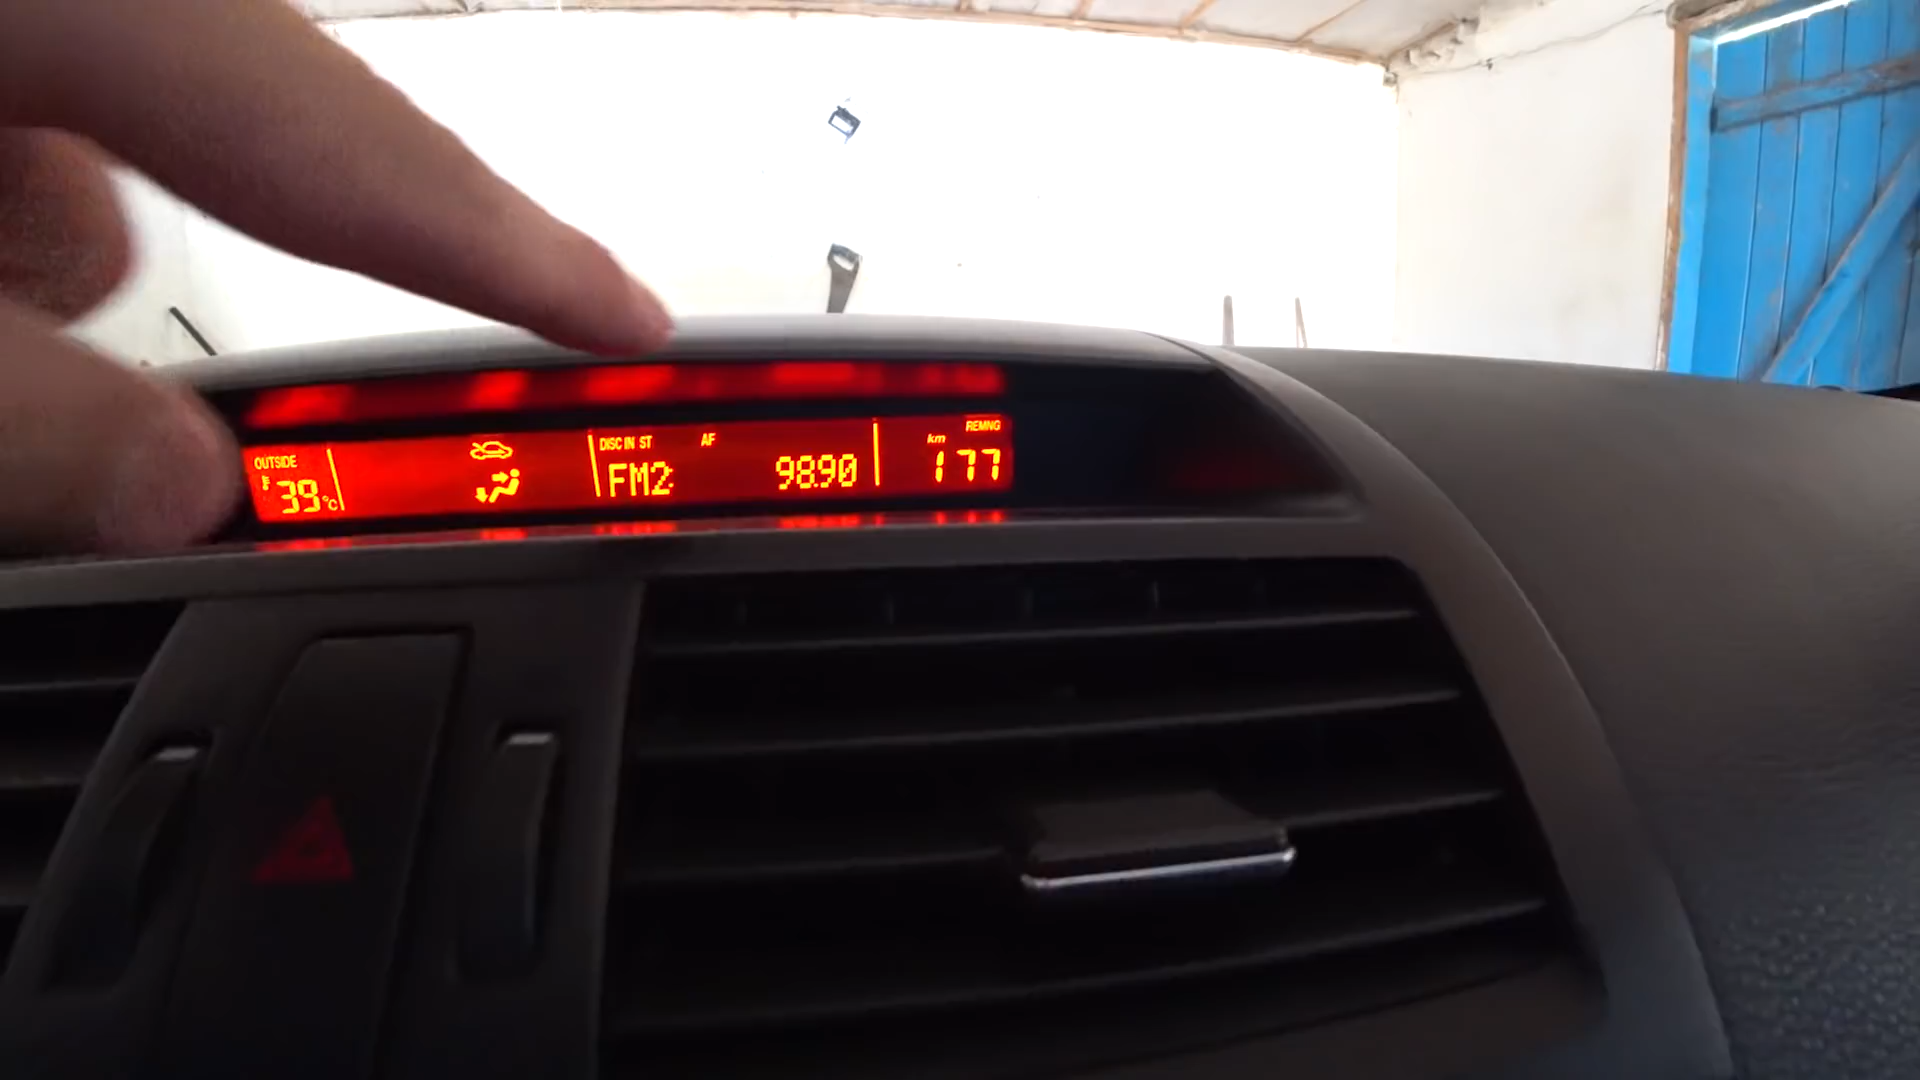 OUTSIDE
39°C
DISC IN ST AF
FM2 98.90
km REMNG
177